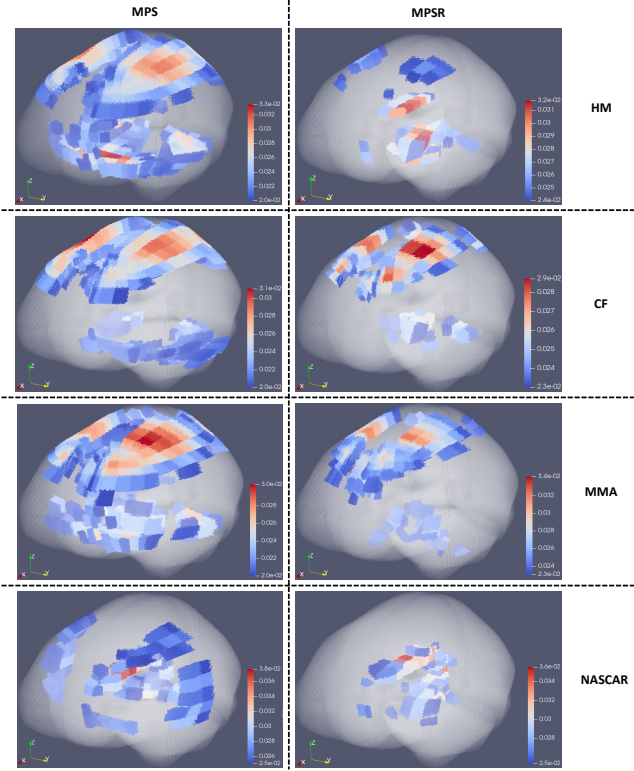 MPS
MPSR
3.3e-02
0.032
0.03
0.028
0.026
0.024
0.022
2.0e-02
Z
X
Y
3.2e-02
0.031
0.03
0.029
0.028
0.027
0.026
0.025
2.4e-02
Z
X
Y
HM
3.1e-02
0.03
0.028
0.026
0.024
0.022
2.0e-02
Z
X
Y
2.9e-02
0.028
0.027
0.026
0.025
0.024
2.3e-02
Z
X
Y
CF
3.0e-02
0.028
0.026
0.024
0.022
2.0e-02
Z
X
Y
0.032
0.03
0.028
0.026
0.024
2.3e-02
Z
X
Y
MMA
3.8e-02
0.036
0.034
0.032
0.03
0.028
0.026
2.5e-02
Z
X
Y
3.6e-02
0.034
0.032
0.03
0.028
2.5e-02
Z
X
Y
NASCAR